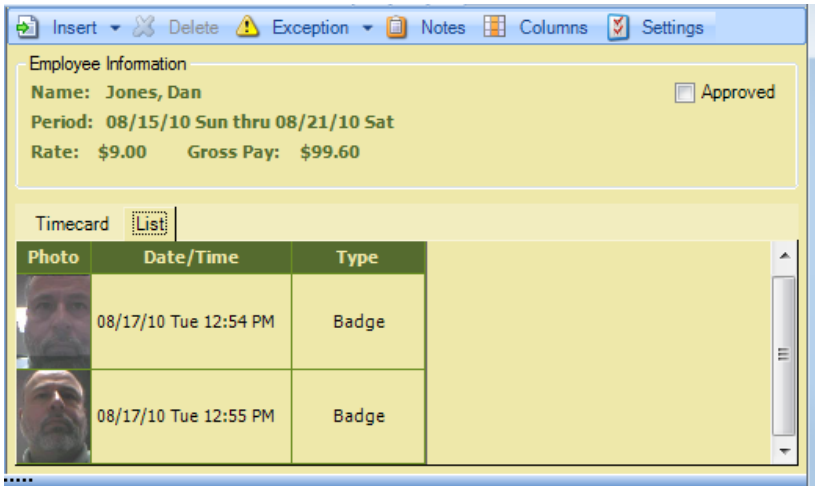 Insert Delete Exception Notes Columns Settings
Employee Information
Name: Jones, Dan
Approved
Period: 08/15/10 Sun thru 08/21/10 Sat
Rate: $9.00 Gross Pay: $99.60
Timecard List
Photo Date/Time Type
08/17/10 Tue 12:54 PM Badge
08/17/10 Tue 12:55 PM Badge